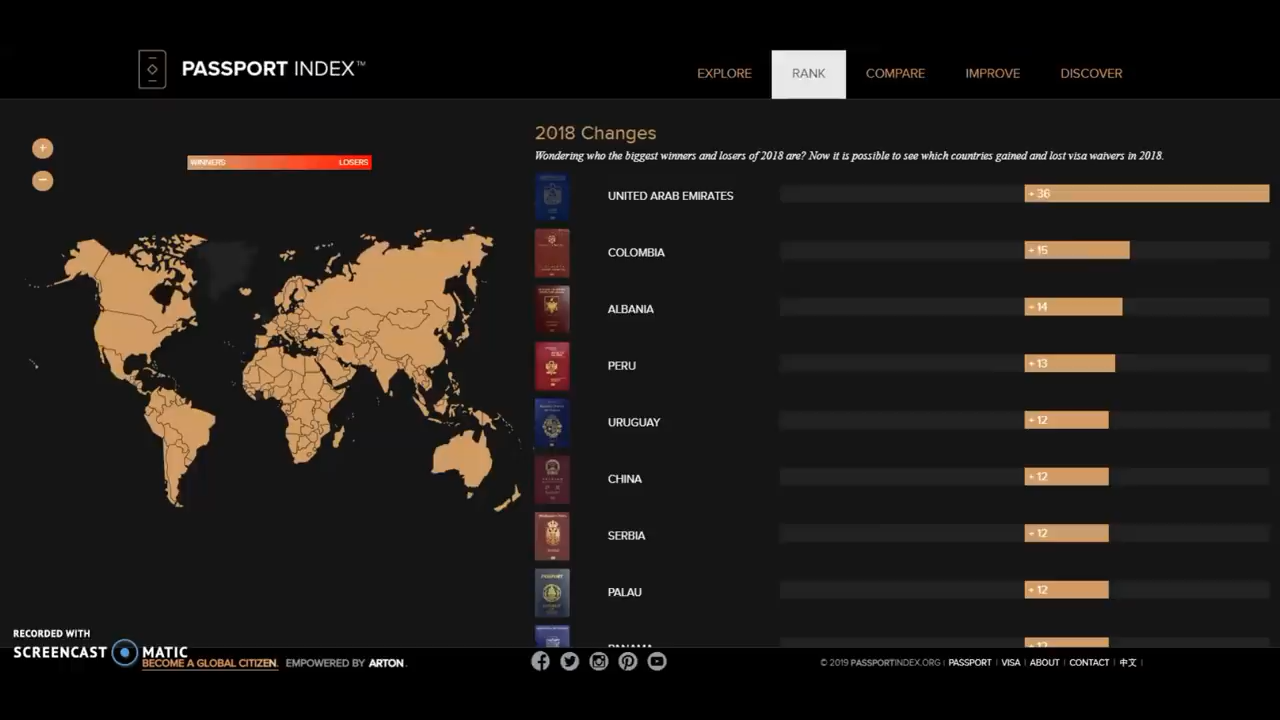 PASSPORT INDEX™
EXPLORE
RANK
COMPARE
IMPROVE
DISCOVER
+
−
WINNERS
LOSERS
2018 Changes
Wondering who the biggest winners and losers of 2018 are? Now it is possible to see which countries gained and lost visa waivers in 2018.
UNITED ARAB EMIRATES
+ 36
COLOMBIA
+ 15
ALBANIA
+ 14
PERU
+ 13
URUGUAY
+ 12
CHINA
+ 12
SERBIA
+ 12
PASSPORT
PALAU
+ 12
PANAMA
+ 12
RECORDED WITH
SCREENCAST MATIC
BECOME A GLOBAL CITIZEN. EMPOWERED BY ARTON.
© 2019 PASSPORTINDEX.ORG | PASSPORT | VISA | ABOUT | CONTACT | 中文 |